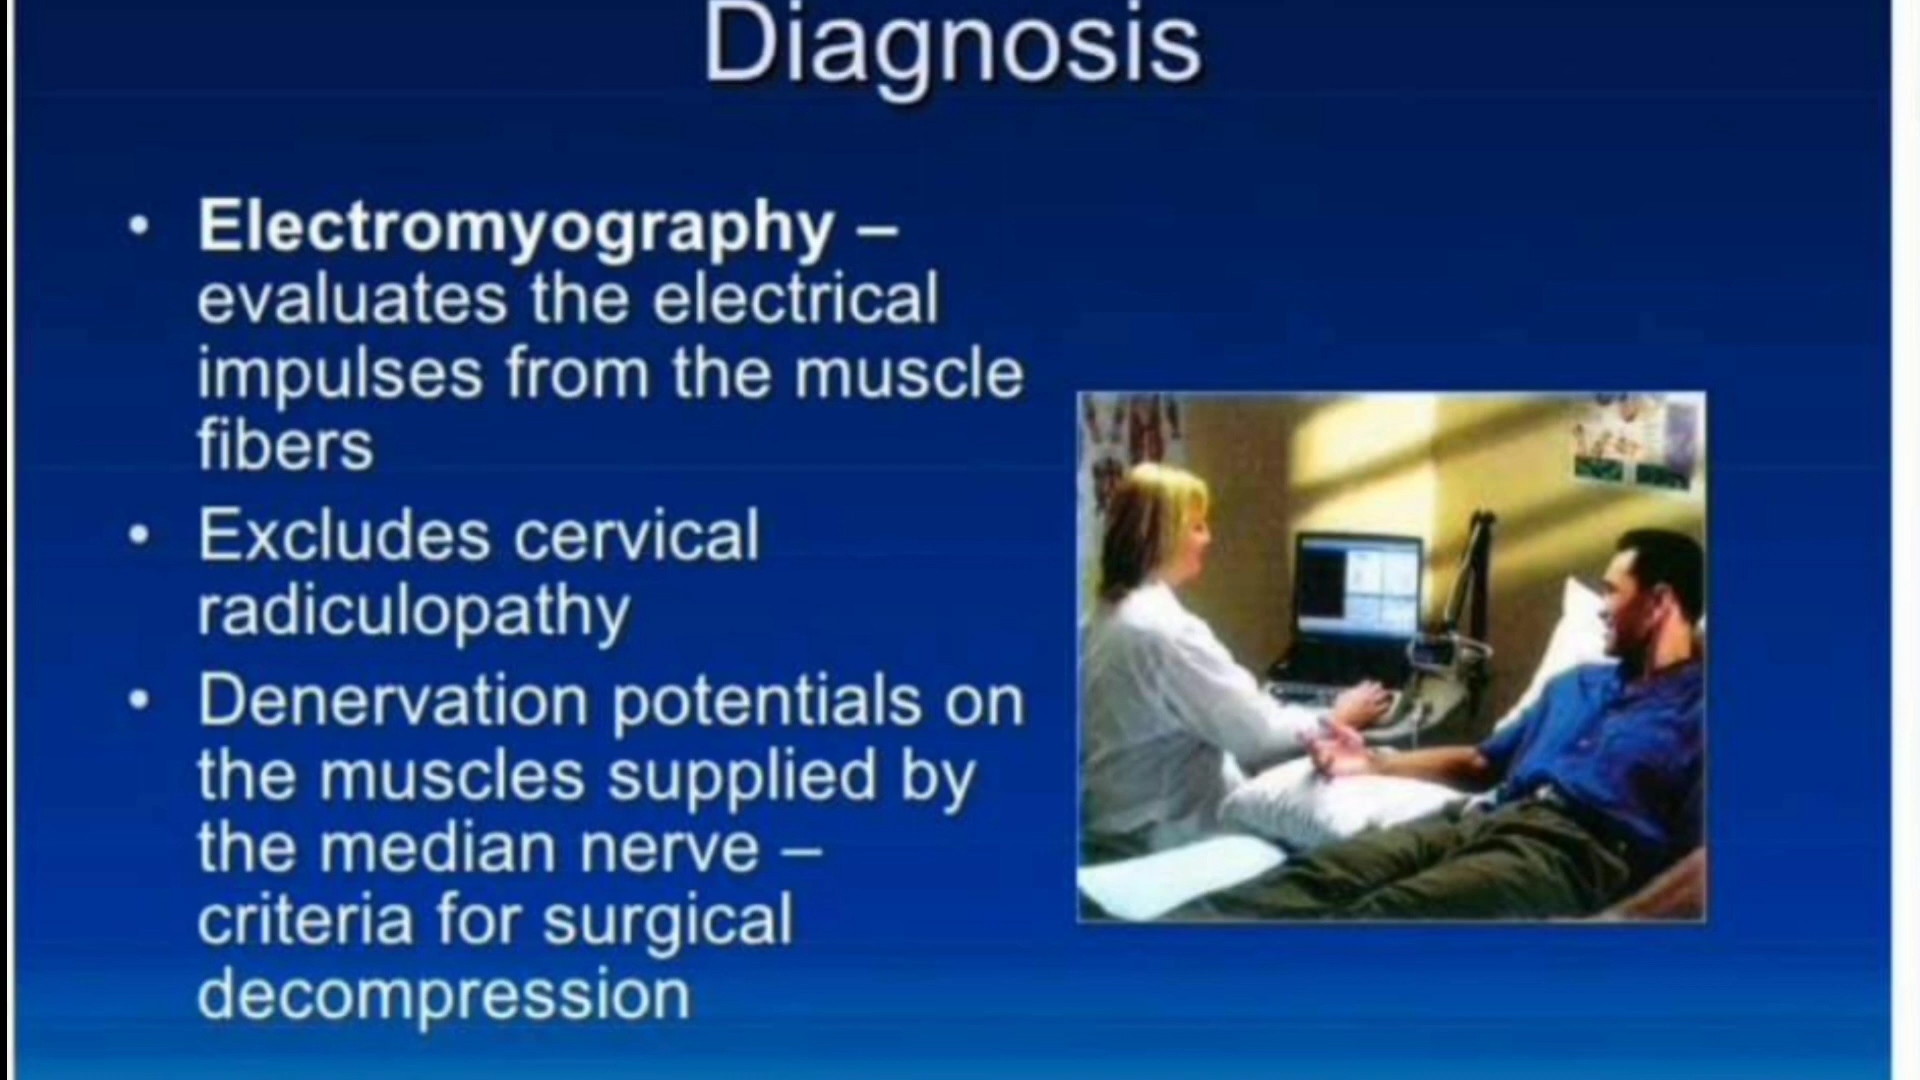 Diagnosis
• Electromyography –
evaluates the electrical
impulses from the muscle
fibers
• Excludes cervical
radiculopathy
• Denervation potentials on
the muscles supplied by
the median nerve –
criteria for surgical
decompression